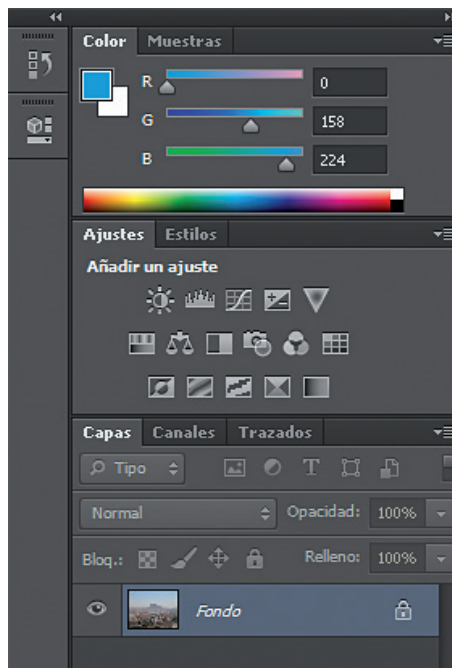 Color Muestras
R 0
G 158
B 224
Ajustes Estilos
Añadir un ajuste
Capas Canales Trazados
Tipo
Normal Opacidad: 100%
Bloq.: Relleno: 100%
Fondo